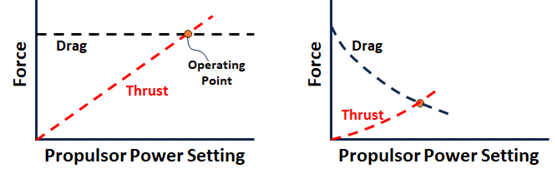 Force
Drag
Operating
Point
Thrust
Propulsor Power Setting
Force
Drag
Thrust
Propulsor Power Setting